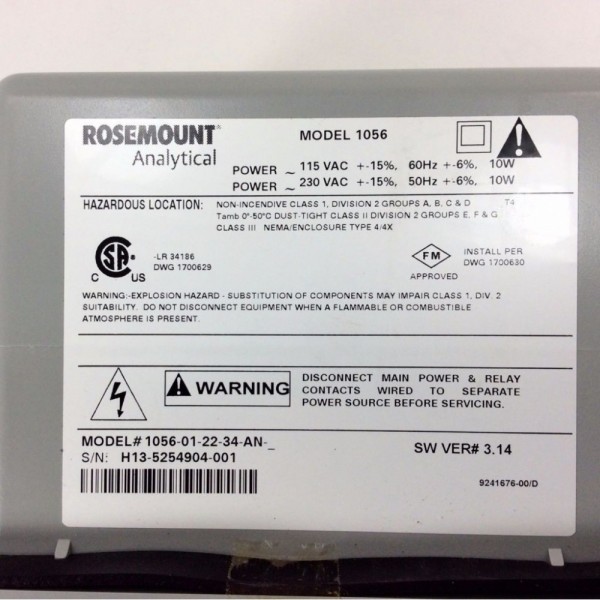 ROSEMOUNT®
Analytical
MODEL 1056
POWER ~ 115 VAC +-15%, 60Hz +-6%, 10W
POWER ~ 230 VAC +-15%, 50Hz +-6%, 10W
HAZARDOUS LOCATION: NON-INCENDIVE CLASS 1, DIVISION 2 GROUPS A, B, C & D T4
Tamb 0°-50°C DUST-TIGHT CLASS II DIVISION 2 GROUPS E, F & G
CLASS III NEMA/ENCLOSURE TYPE 4/4X
C SA® US
-LR 34186
DWG 1700629
FM
APPROVED
INSTALL PER
DWG 1700630
WARNING:-EXPLOSION HAZARD - SUBSTITUTION OF COMPONENTS MAY IMPAIR CLASS 1, DIV. 2
SUITABILITY. DO NOT DISCONNECT EQUIPMENT WHEN A FLAMMABLE OR COMBUSTIBLE
ATMOSPHERE IS PRESENT.
WARNING
DISCONNECT MAIN POWER & RELAY
CONTACTS WIRED TO SEPARATE
POWER SOURCE BEFORE SERVICING.
MODEL# 1056-01-22-34-AN-_
S/N: H13-5254904-001
SW VER# 3.14
9241676-00/D